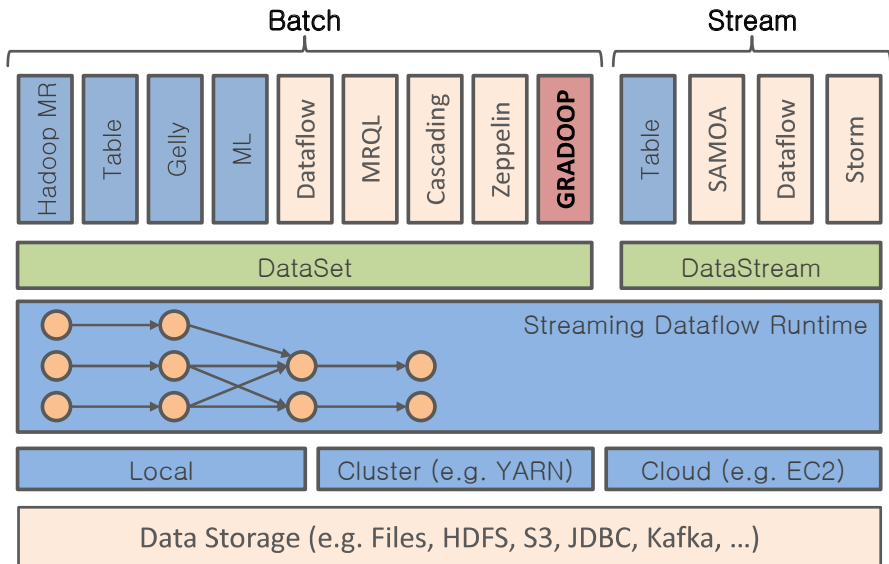 Batch
Stream
Hadoop MR
Table
Gelly
ML
Dataflow
MRQL
Cascading
Zeppelin
GRADOOP
Table
SAMOA
Dataflow
Storm
DataSet
DataStream
Streaming Dataflow Runtime
Local
Cluster (e.g. YARN)
Cloud (e.g. EC2)
Data Storage (e.g. Files, HDFS, S3, JDBC, Kafka, ...)